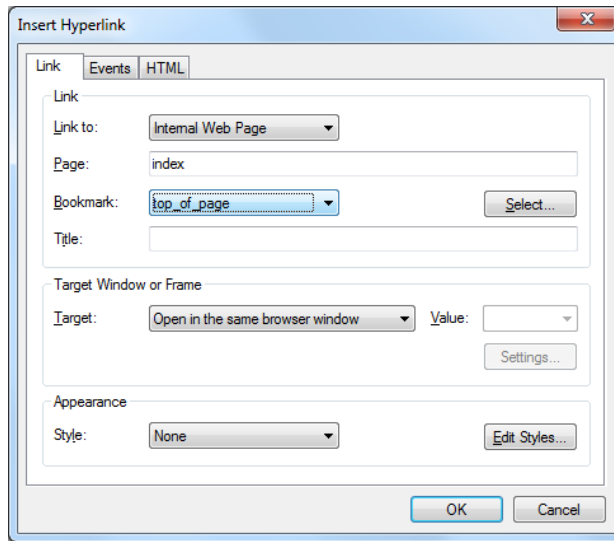 Insert Hyperlink
Link Events HTML
Link
Link to: Internal Web Page
Page: index
Bookmark: top_of_page Select...
Title:
Target Window or Frame
Target: Open in the same browser window Value:
Settings...
Appearance
Style: None Edit Styles...
OK Cancel